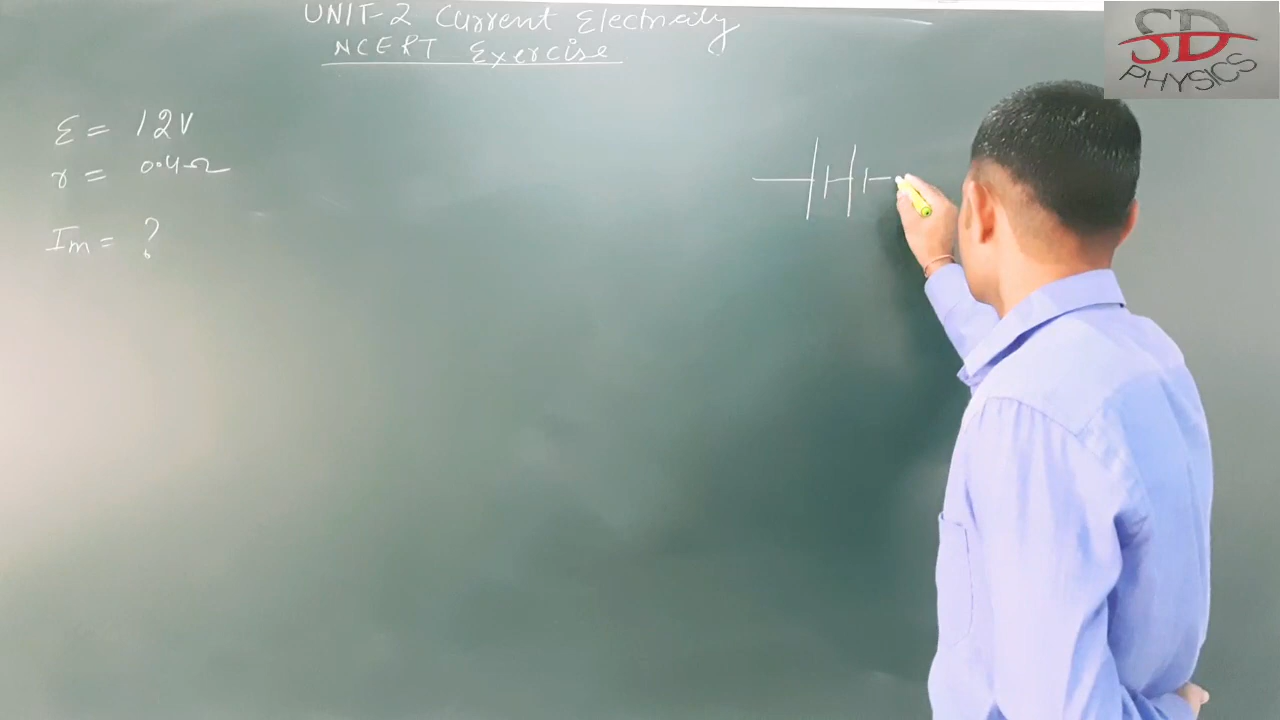 UNIT-2 Current Electricity
NCERT Exercise
SD
PHYSICS
ε = 12V
r = 0.4Ω
Im = ?